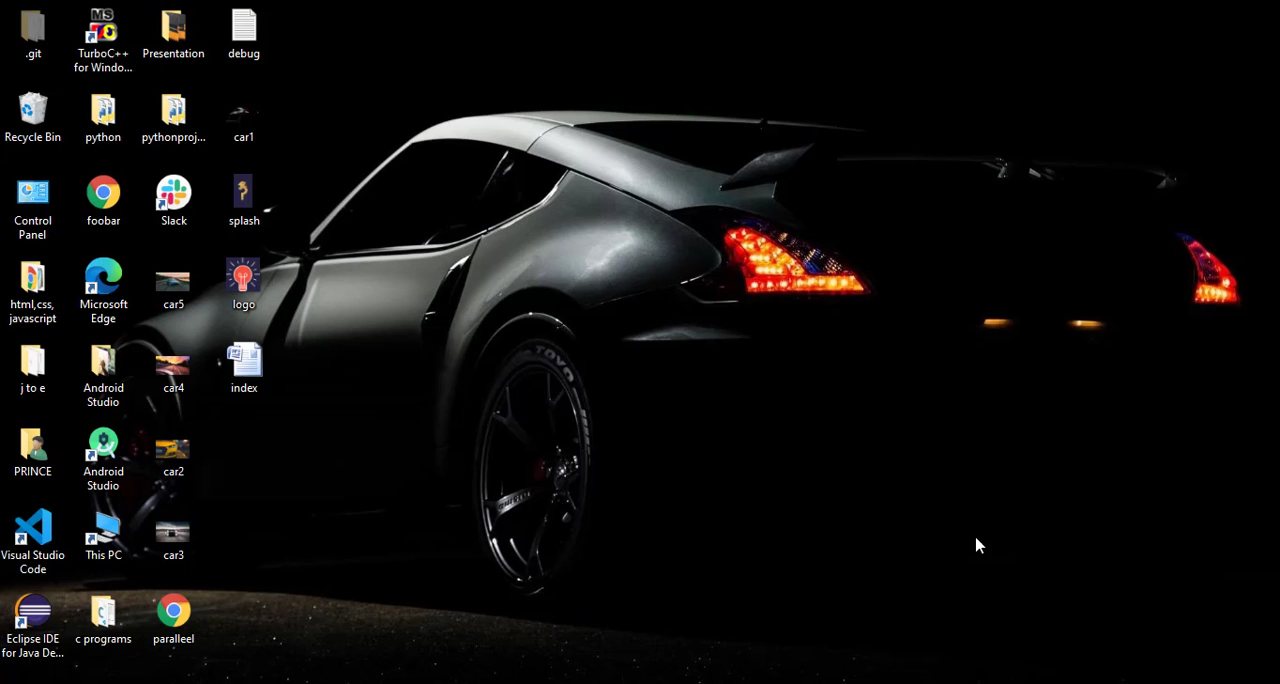 .git
TurboC++
for Windo...
Presentation
debug
Recycle Bin
python
pythonproj...
car1
Control
Panel
foobar
Slack
splash
html,css,
javascript
Microsoft
Edge
car5
logo
j to e
Android
Studio
car4
index
PRINCE
Android
Studio
car2
Visual Studio
Code
This PC
car3
Eclipse IDE
for Java De...
c programs
paralleel
MS
TOYO